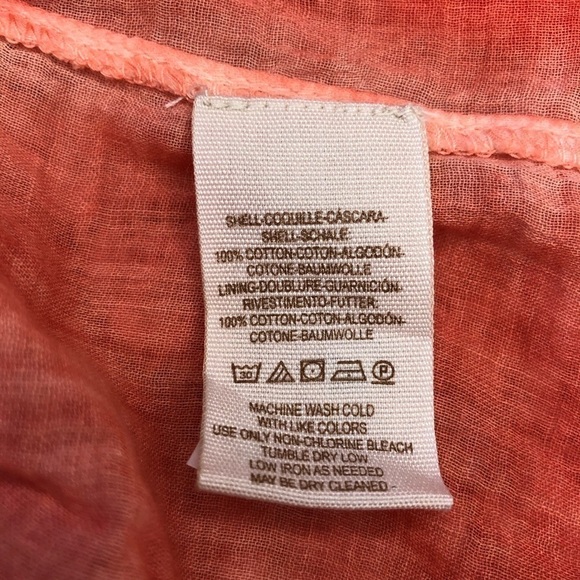 SHELL-COQUILLE-CÁSCARA-
SHELL-SCHALE:
100% COTTON-COTON-ALGODÓN-
COTONE-BAUMWOLLE
LINING-DOUBLURE-GUARNICIÓN-
RIVESTIMENTO-FUTTER:
100% COTTON-COTON-ALGODÓN-
COTONE-BAUMWOLLE
30 P
MACHINE WASH COLD
WITH LIKE COLORS
USE ONLY NON-CHLORINE BLEACH
TUMBLE DRY LOW
LOW IRON AS NEEDED
MAY BE DRY CLEANED -